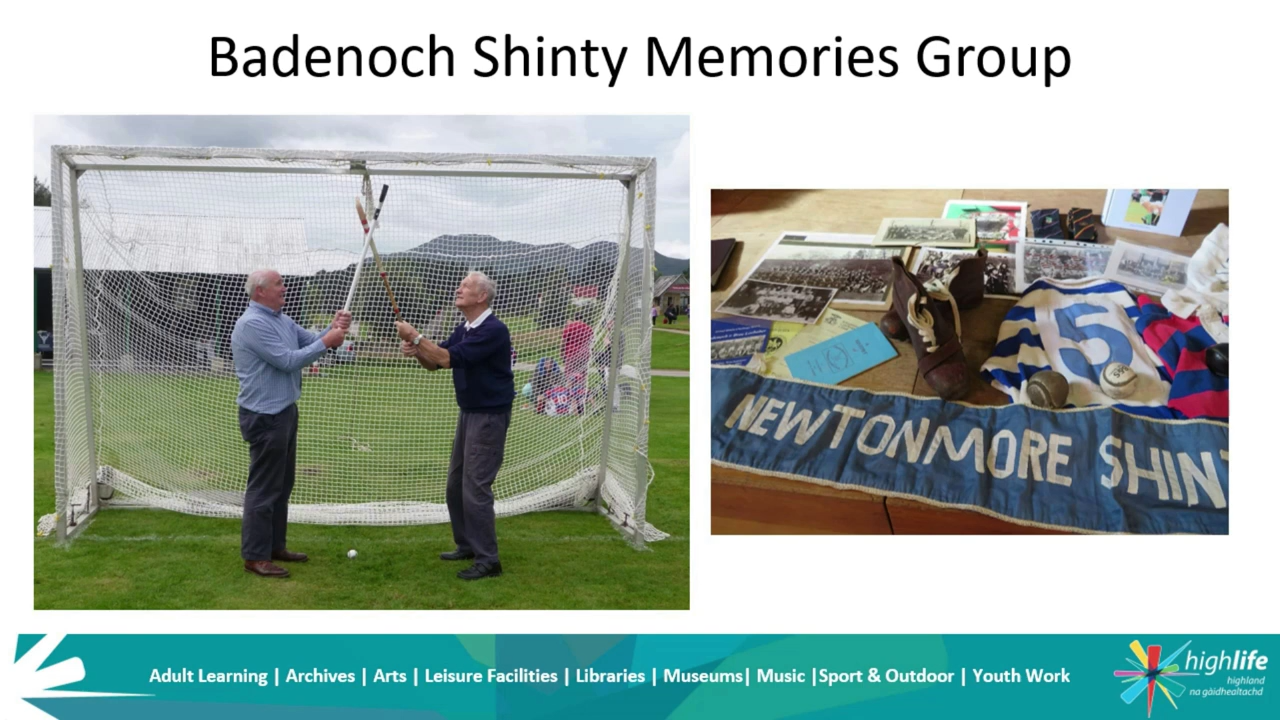 Badenoch Shinty Memories Group
5
NEWTONMORE SHINT
Adult Learning | Archives | Arts | Leisure Facilities | Libraries | Museums| Music |Sport & Outdoor | Youth Work
highlife
highland
na gàidhealtachd